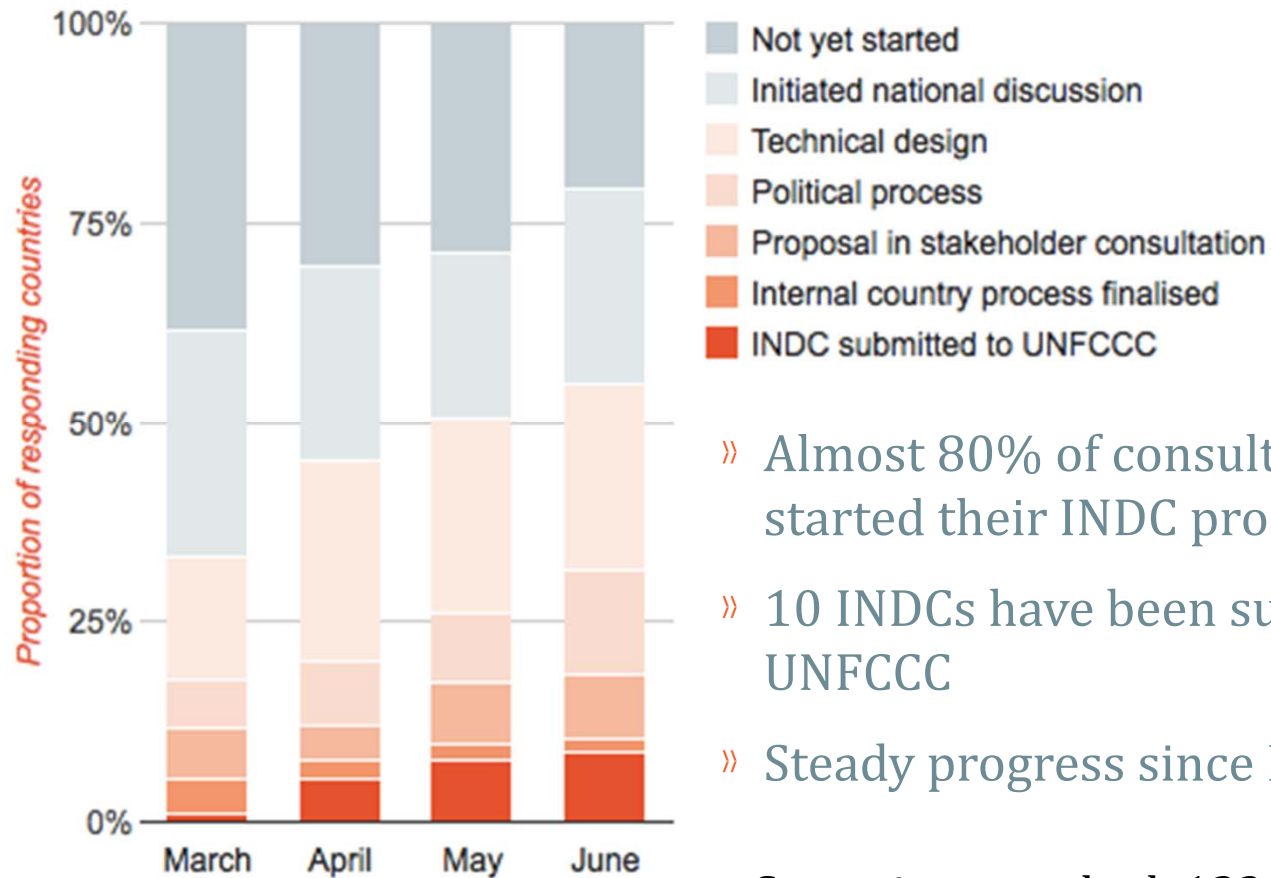 100%
75%
50%
25%
0%
Proportion of responding countries
March April May June
Not yet started
Initiated national discussion
Technical design
Political process
Proposal in stakeholder consultation
Internal country process finalised
INDC submitted to UNFCCC
» Almost 80% of consult
started their INDC pro
» 10 INDCs have been su
UNFCCC
» Steady progress since